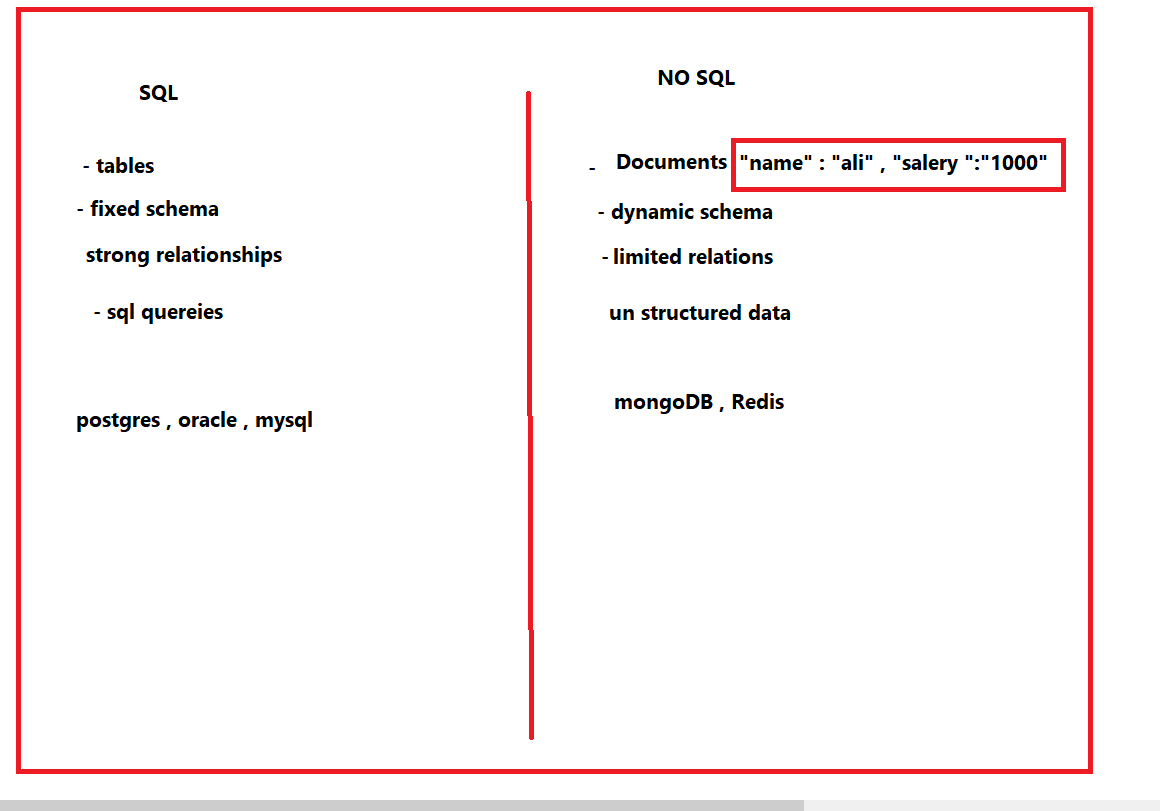 SQL
- tables
- fixed schema
strong relationships
- sql quereies
postgres , oracle , mysql
NO SQL
- Documents "name" : "ali" , "salery ":"1000"
- dynamic schema
- limited relations
un structured data
mongoDB , Redis